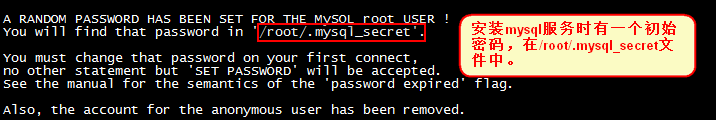 A RANDOM PASSWORD HAS BEEN SET FOR THE MySQL root USER !
You will find that password in '/root/.mysql_secret'.
You must change that password on your first connect,
no other statement but 'SET PASSWORD' will be accepted.
See the manual for the semantics of the 'password expired' flag.
Also, the account for the anonymous user has been removed.
安装mysql服务时有一个初始
密码，在/root/.mysql_secret文
件中。